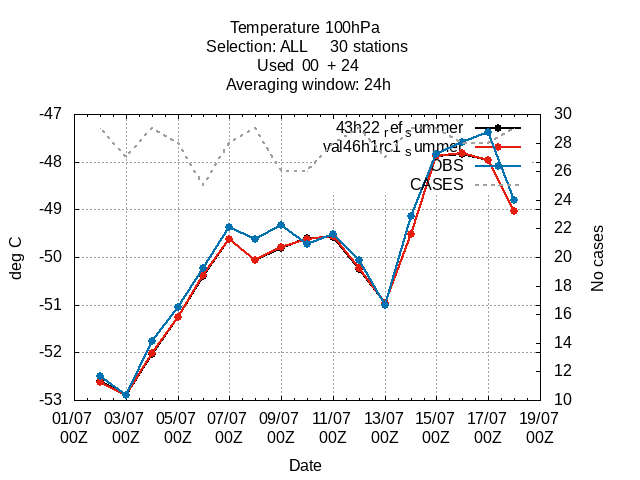 Temperature 100hPa
Selection: ALL 30 stations
Used 00 + 24
Averaging window: 24h
43h22_ref_summer
val46h1rc1_summer
OBS
CASES
-47
-48
-49
-50
-51
-52
-53
30
28
26
24
22
20
18
16
14
12
10
deg C
No cases
01/07 03/07 05/07 07/07 09/07 11/07 13/07 15/07 17/07 19/07
00Z 00Z 00Z 00Z 00Z 00Z 00Z 00Z 00Z 00Z
Date